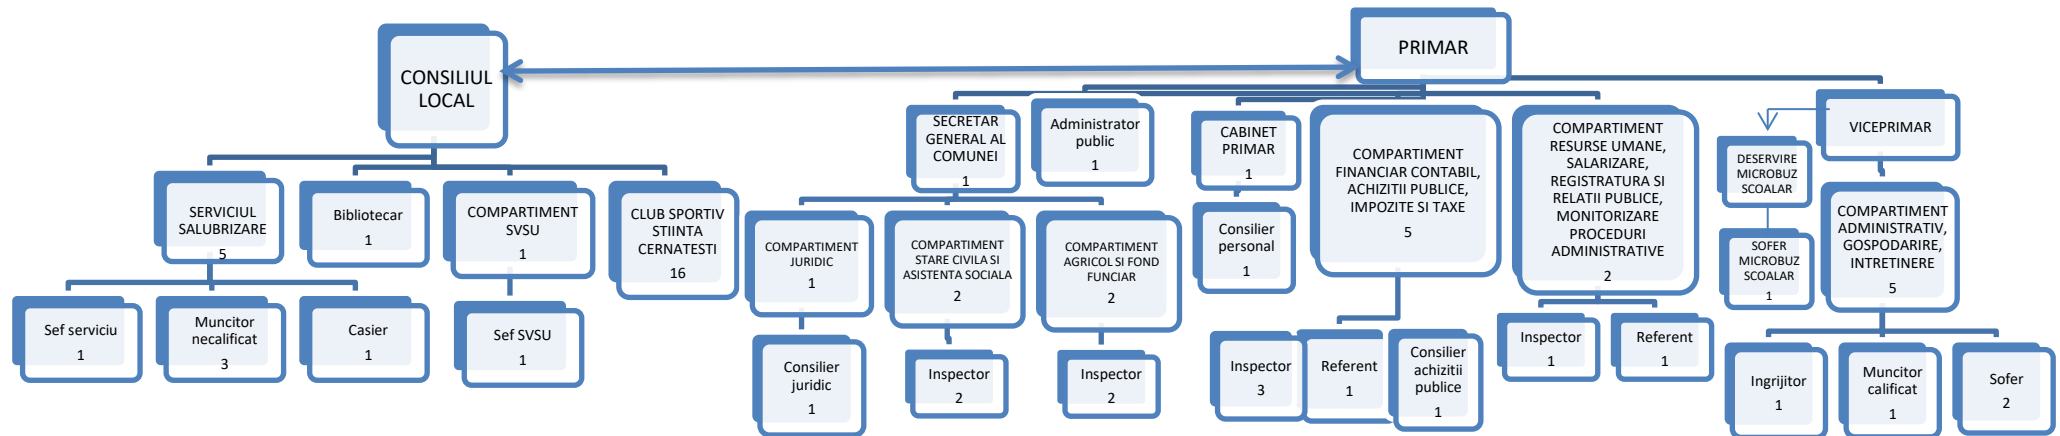 PRIMAR
CONSILIUL
LOCAL
SECRETAR
GENERAL AL
COMUNEI
1
Administrator
public
1
CABINET
PRIMAR
1
COMPARTIMENT
FINANCIAR CONTABIL,
ACHIZITII PUBLICE,
IMPOZITE SI TAXE
5
COMPARTIMENT
RESURSE UMANE,
SALARIZARE,
REGISTRATURA SI
RELATII PUBLICE,
MONITORIZARE
PROCEDURI
ADMINISTRATIVE
2
DESERVIRE
MICROBUZ
SCOALAR
VICEPRIMAR
SERVICIUL
SALUBRIZARE
5
Bibliotecar
1
COMPARTIMENT
SVSU
1
CLUB SPORTIV
STIINTA
CERNATESTI
16
COMPARTIMENT
JURIDIC
1
COMPARTIMENT
STARE CIVILA SI
ASISTENTA SOCIALA
2
COMPARTIMENT
AGRICOL SI FOND
FUNCIAR
2
Consilier
personal
1
SOFER
MICROBUZ
SCOALAR
1
COMPARTIMENT
ADMINISTRATIV,
GOSPODARIRE,
INTRETINERE
5
Sef serviciu
1
Muncitor
necalificat
3
Casier
1
Sef SVSU
1
Consilier
juridic
1
Inspector
2
Inspector
2
Inspector
3
Referent
1
Consilier
achizitii
publice
1
Inspector
1
Referent
1
Ingrijitor
1
Muncitor
calificat
1
Sofer
2